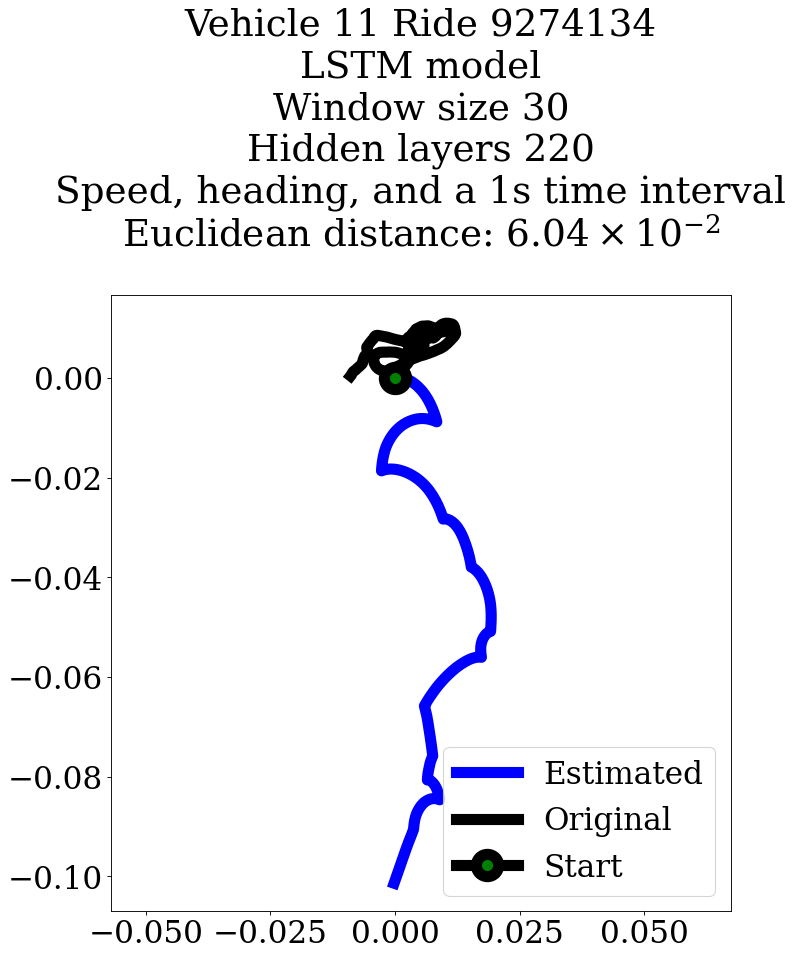 Vehicle 11 Ride 9274134
LSTM model
Window size 30
Hidden layers 220
Speed, heading, and a 1s time interval
Euclidean distance: 6.04 × 10⁻²
0.00
−0.02
−0.04
−0.06
−0.08
−0.10
Estimated
Original
Start
−0.050 −0.025 0.000 0.025 0.050